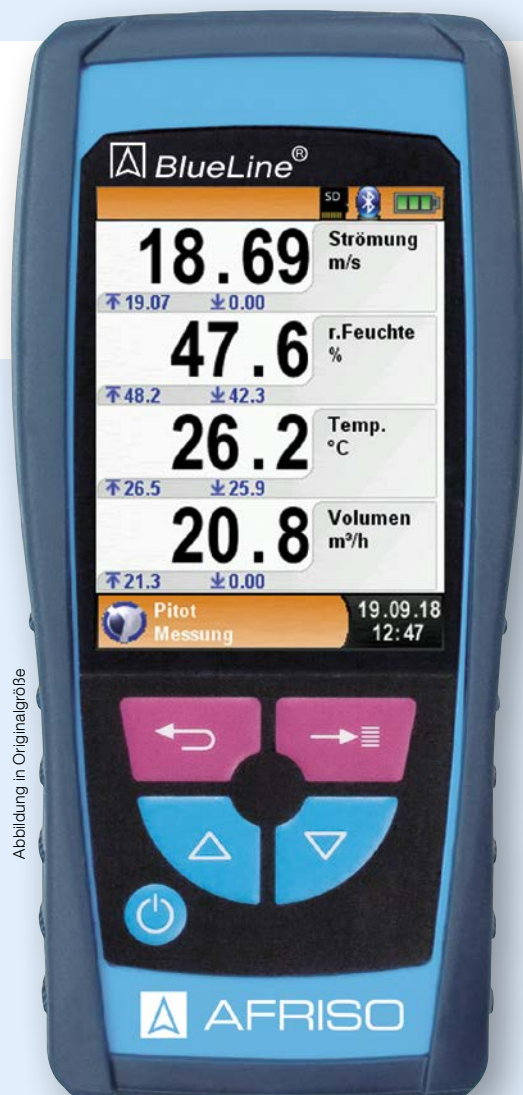 BlueLine®
SD
18.69 Strömung
m/s
19.07 0.00
47.6 r.Feuchte
%
48.2 42.3
26.2 Temp.
°C
26.5 25.9
20.8 Volumen
m³/h
21.3 0.00
Pitot 19.09.18
Messung 12:47
AFRISO
Abbildung in Originalgröße